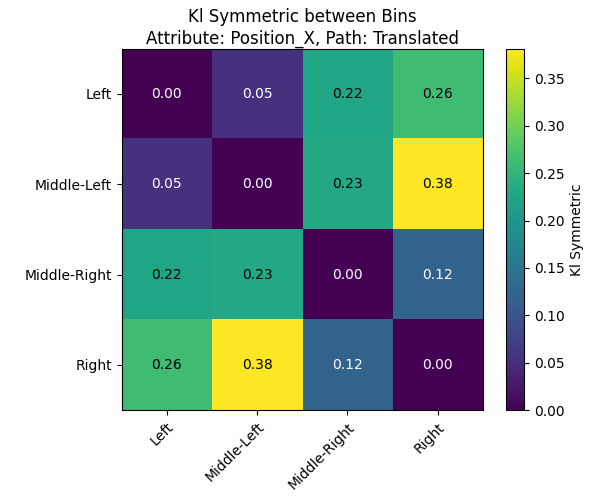 Kl Symmetric between Bins
Attribute: Position_X, Path: Translated
Left
0.00 0.05 0.22 0.26
Middle-Left
0.05 0.00 0.23 0.38
Middle-Right
0.22 0.23 0.00 0.12
Right
0.26 0.38 0.12 0.00
Left
Middle-Left
Middle-Right
Right
0.35
0.30
0.25
0.20
0.15
0.10
0.05
0.00
Kl Symmetric